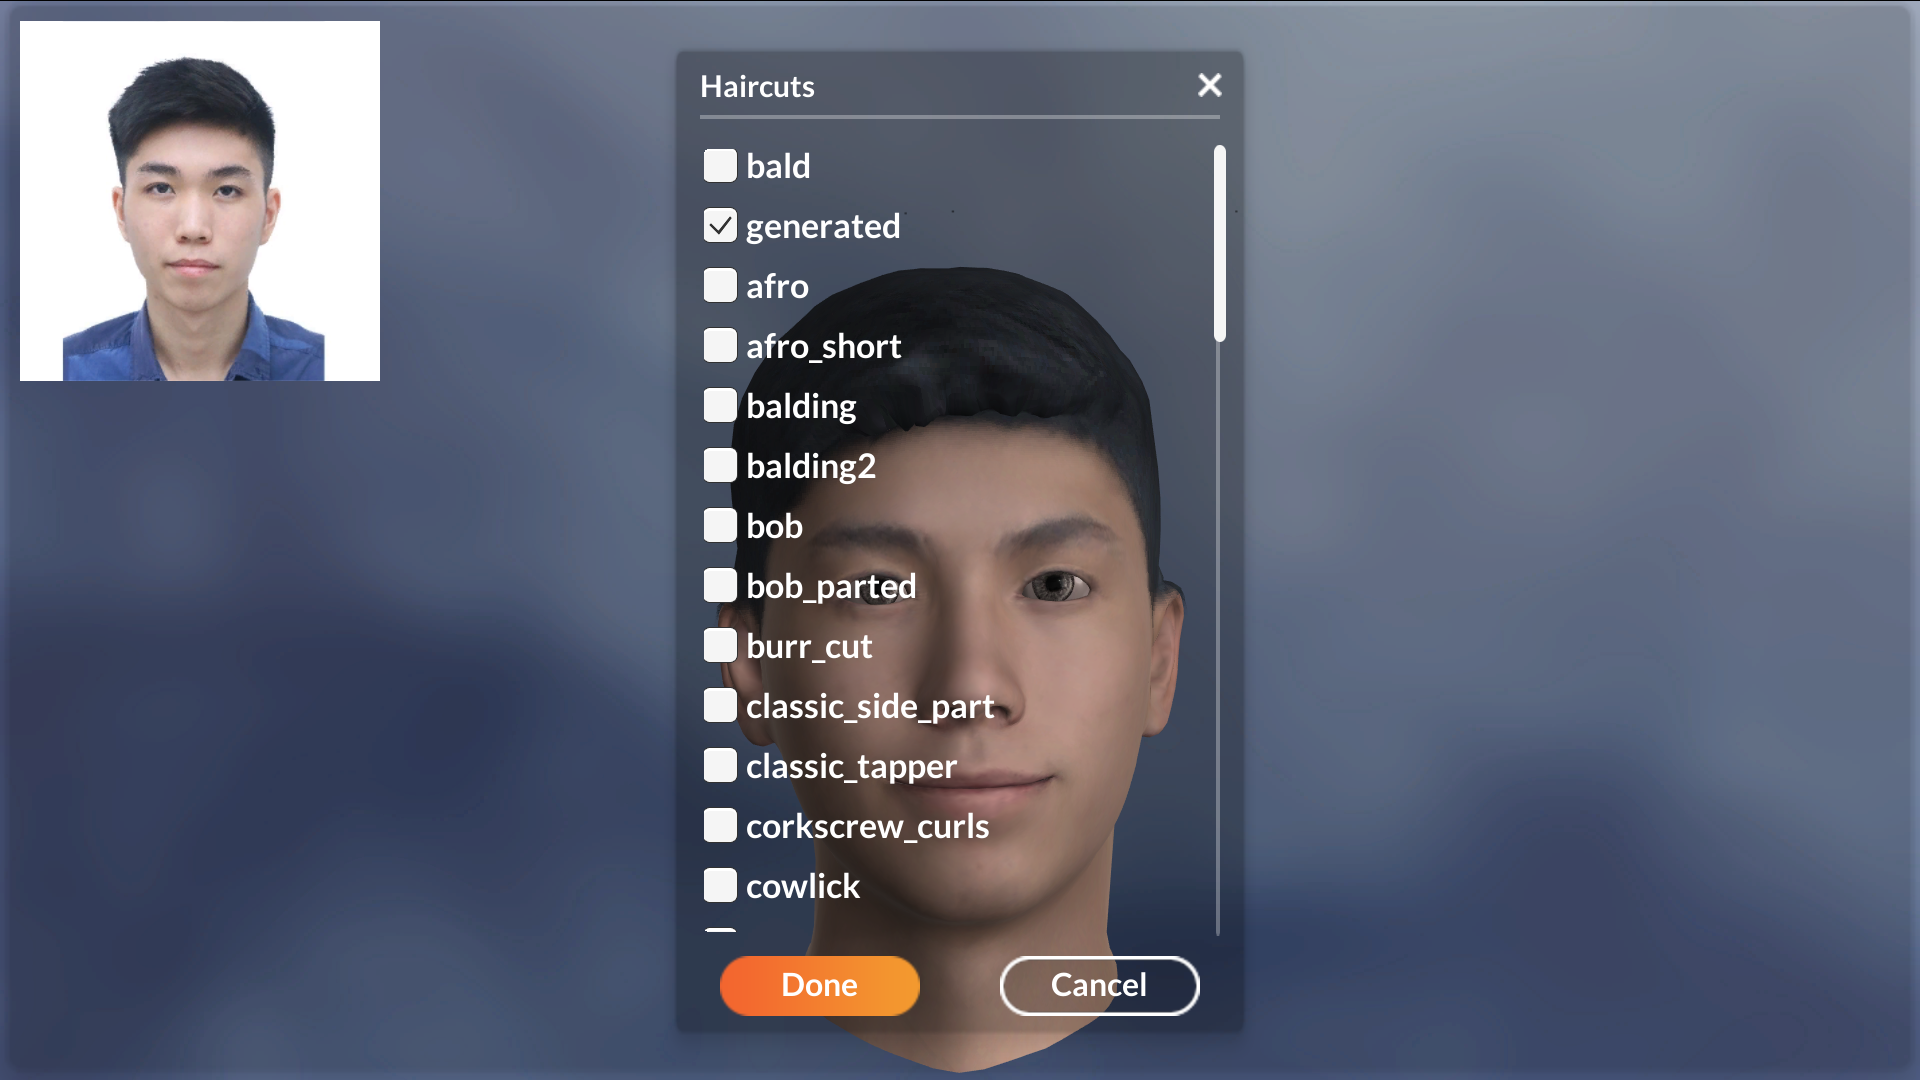 Haircuts
bald
generated
afro
afro_short
balding
balding2
bob
bob_parted
burr_cut
classic_side_part
classic_tapper
corkscrew_curls
cowlick
Done
Cancel